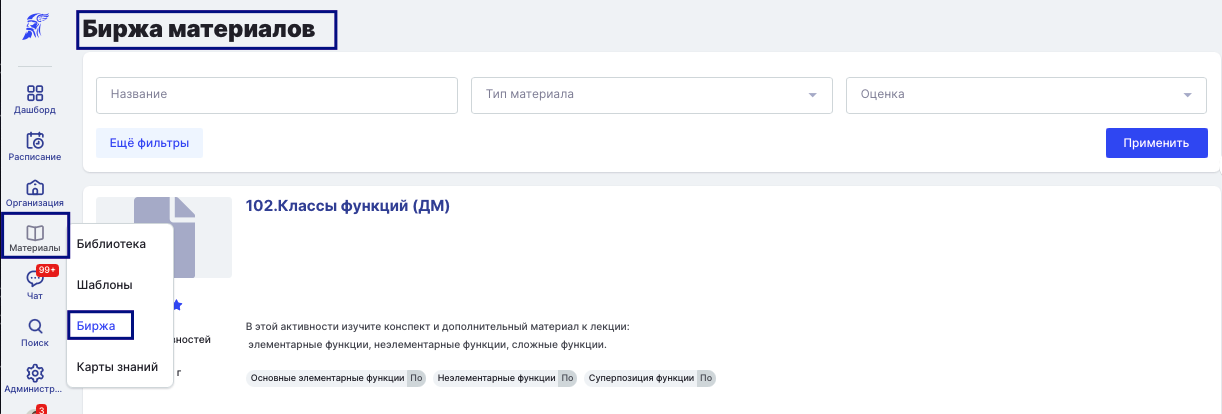 Биржа материалов
Название
Тип материала
Оценка
Ещё фильтры
Применить
Дашборд
Расписание
Организация
Материалы
99+
Чат
Поиск
Администр...
3
Библиотека
Шаблоны
Биржа
Карты знаний
102.Классы функций (ДМ)
ностей
г
В этой активности изучите конспект и дополнительный материал к лекции:
элементарные функции, неэлементарные функции, сложные функции.
Основные элементарные функции По Неэлементарные функции По Суперпозиция функции По